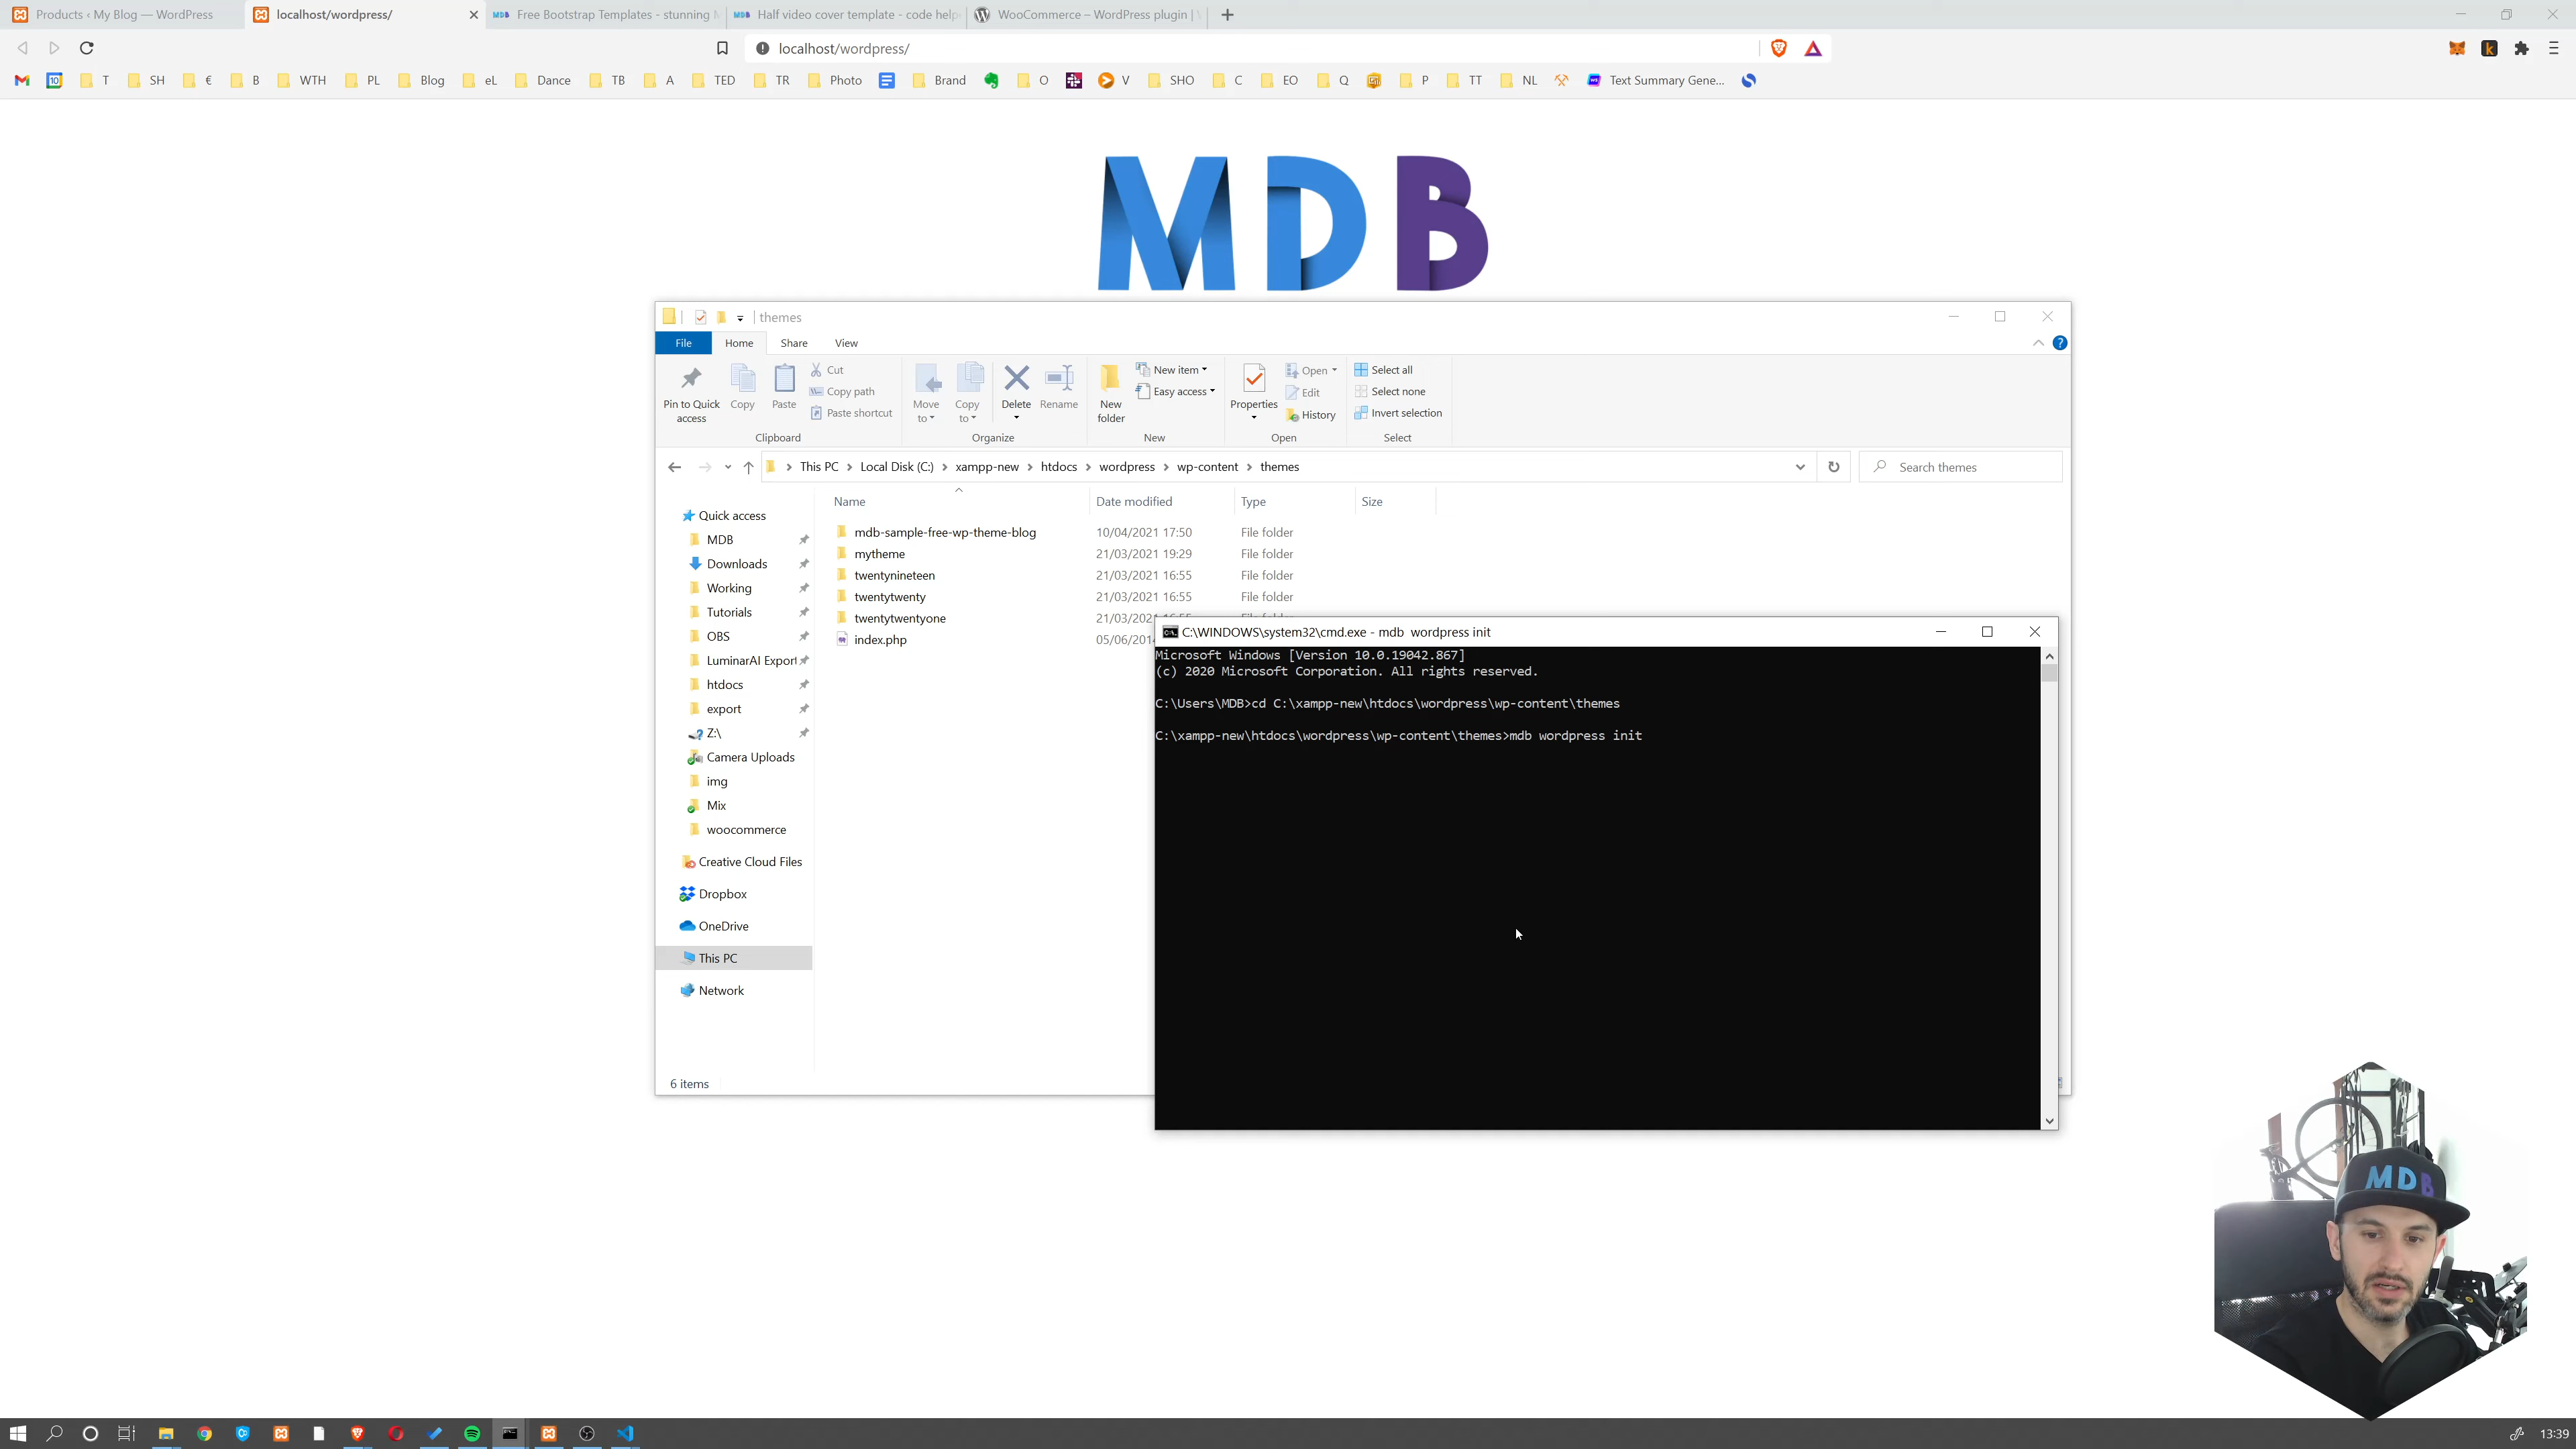 Products ‹ My Blog — WordPress
localhost/wordpress/
Free Bootstrap Templates - stunning
Half video cover template - code help
WooCommerce – WordPress plugin |
localhost/wordpress/
10 T SH € B WTH PL Blog eL Dance TB A TED TR Photo Brand O V SHO C EO Q P TT NL Text Summary Gene...
MDB
themes
File Home Share View
Pin to Quick access
Copy
Paste
Cut
Copy path
Paste shortcut
Move to
Copy to
Delete
Rename
New folder
New item
Easy access
Properties
Open
Edit
History
Select all
Select none
Invert selection
Clipboard Organize New Open Select
This PC Local Disk (C:) xampp-new htdocs wordpress wp-content themes
Search themes
Name Date modified Type Size
mdb-sample-free-wp-theme-blog 10/04/2021 17:50 File folder
mytheme 21/03/2021 19:29 File folder
twentynineteen 21/03/2021 16:55 File folder
twentytwenty 21/03/2021 16:55 File folder
twentytwentyone 21/03/202
index.php 05/06/201
Quick access
MDB
Downloads
Working
Tutorials
OBS
LuminarAI Export
htdocs
export
Z:\
Camera Uploads
img
Mix
woocommerce
Creative Cloud Files
Dropbox
OneDrive
This PC
Network
6 items
C:\WINDOWS\system32\cmd.exe - mdb  wordpress init
Microsoft Windows [Version 10.0.19042.867]
(c) 2020 Microsoft Corporation. All rights reserved.
C:\Users\MDB>cd C:\xampp-new\htdocs\wordpress\wp-content\themes
C:\xampp-new\htdocs\wordpress\wp-content\themes>mdb wordpress init
MDB
13:39